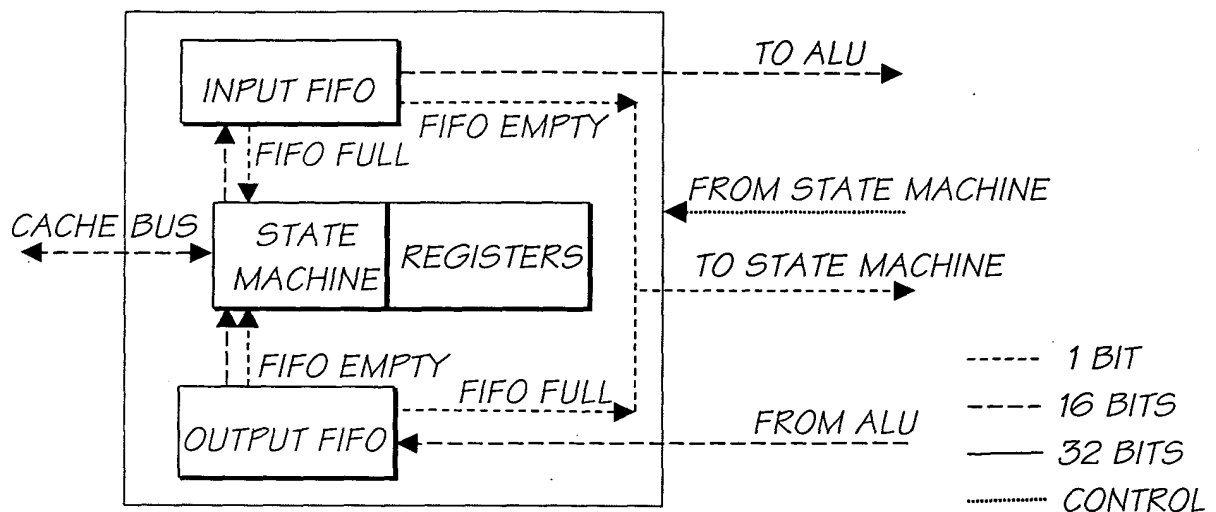 TO ALU
INPUT FIFO
FIFO EMPTY
FIFO FULL
FROM STATE MACHINE
CACHE BUS
STATE
MACHINE
REGISTERS
TO STATE MACHINE
FIFO EMPTY
FIFO FULL
OUTPUT FIFO
FROM ALU
1 BIT
16 BITS
32 BITS
CONTROL